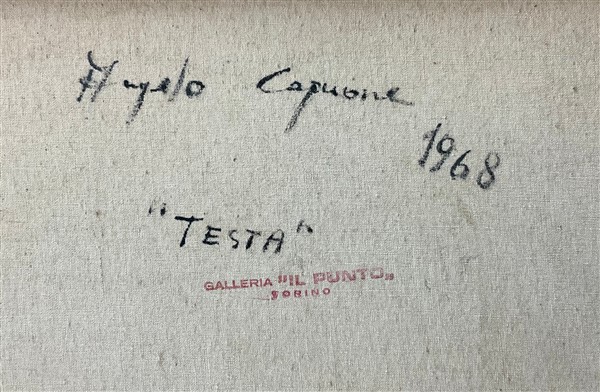 Angelo Capuone
1968
"TESTA"
GALLERIA "IL PUNTO"
TORINO